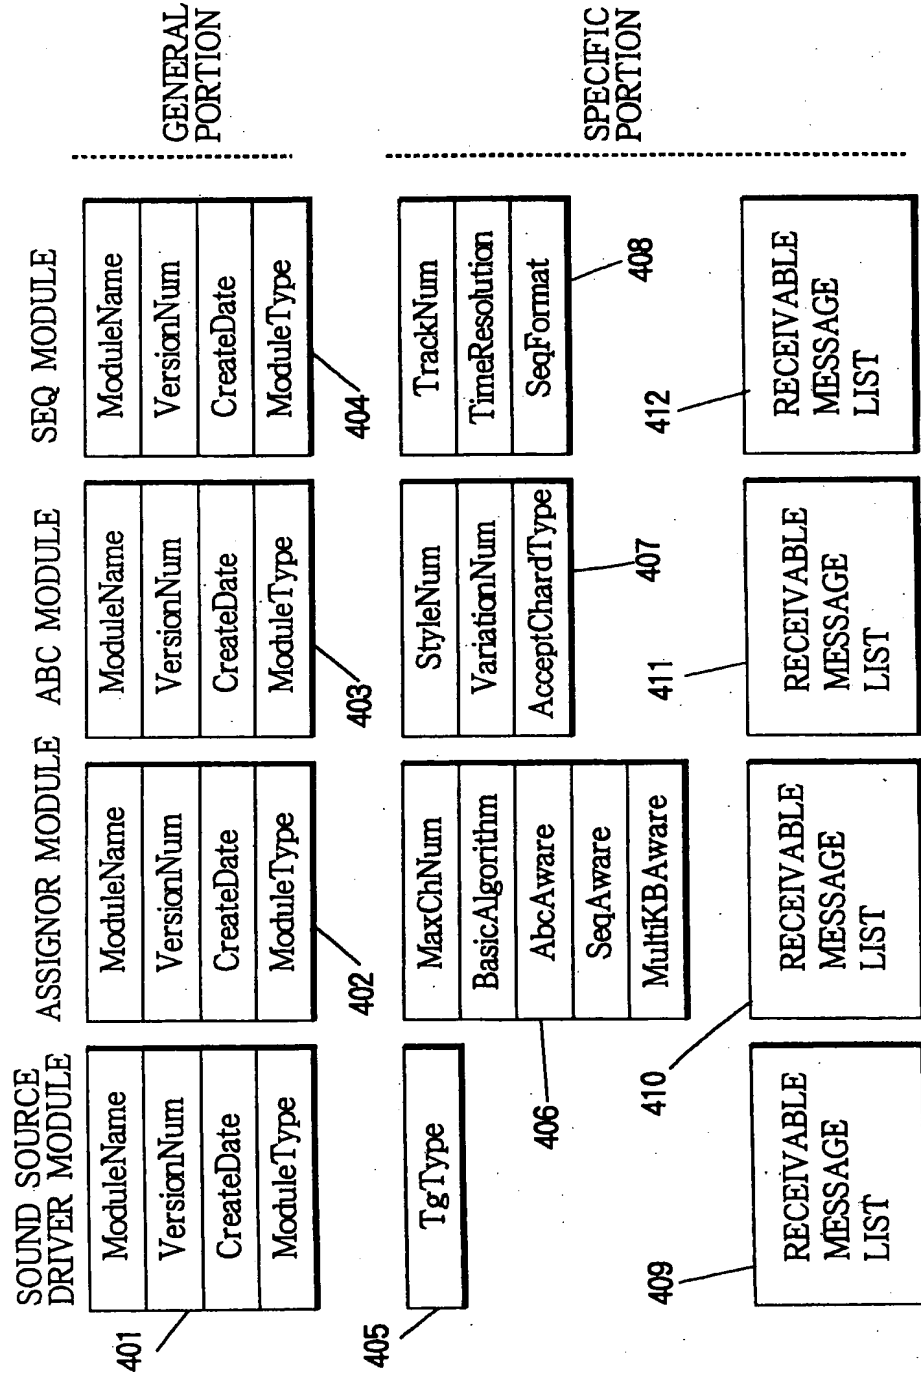 SOUND SOURCE
DRIVER MODULE
ModuleName
VersionNum
CreateDate
ModuleType
401
TgType
405
RECEIVABLE
MESSAGE
LIST
409
ASSIGNOR MODULE
ModuleName
VersionNum
CreateDate
ModuleType
402
MaxChNum
BasicAlgorithm
AbcAware
SeqAware
MultiKBAware
406
RECEIVABLE
MESSAGE
LIST
410
ABC MODULE
ModuleName
VersionNum
CreateDate
ModuleType
403
StyleNum
VariationNum
AcceptChardType
407
RECEIVABLE
MESSAGE
LIST
411
SEQ MODULE
ModuleName
VersionNum
CreateDate
ModuleType
404
TrackNum
TimeResolution
SeqFormat
408
RECEIVABLE
MESSAGE
LIST
412
GENERAL
PORTION
SPECIFIC
PORTION